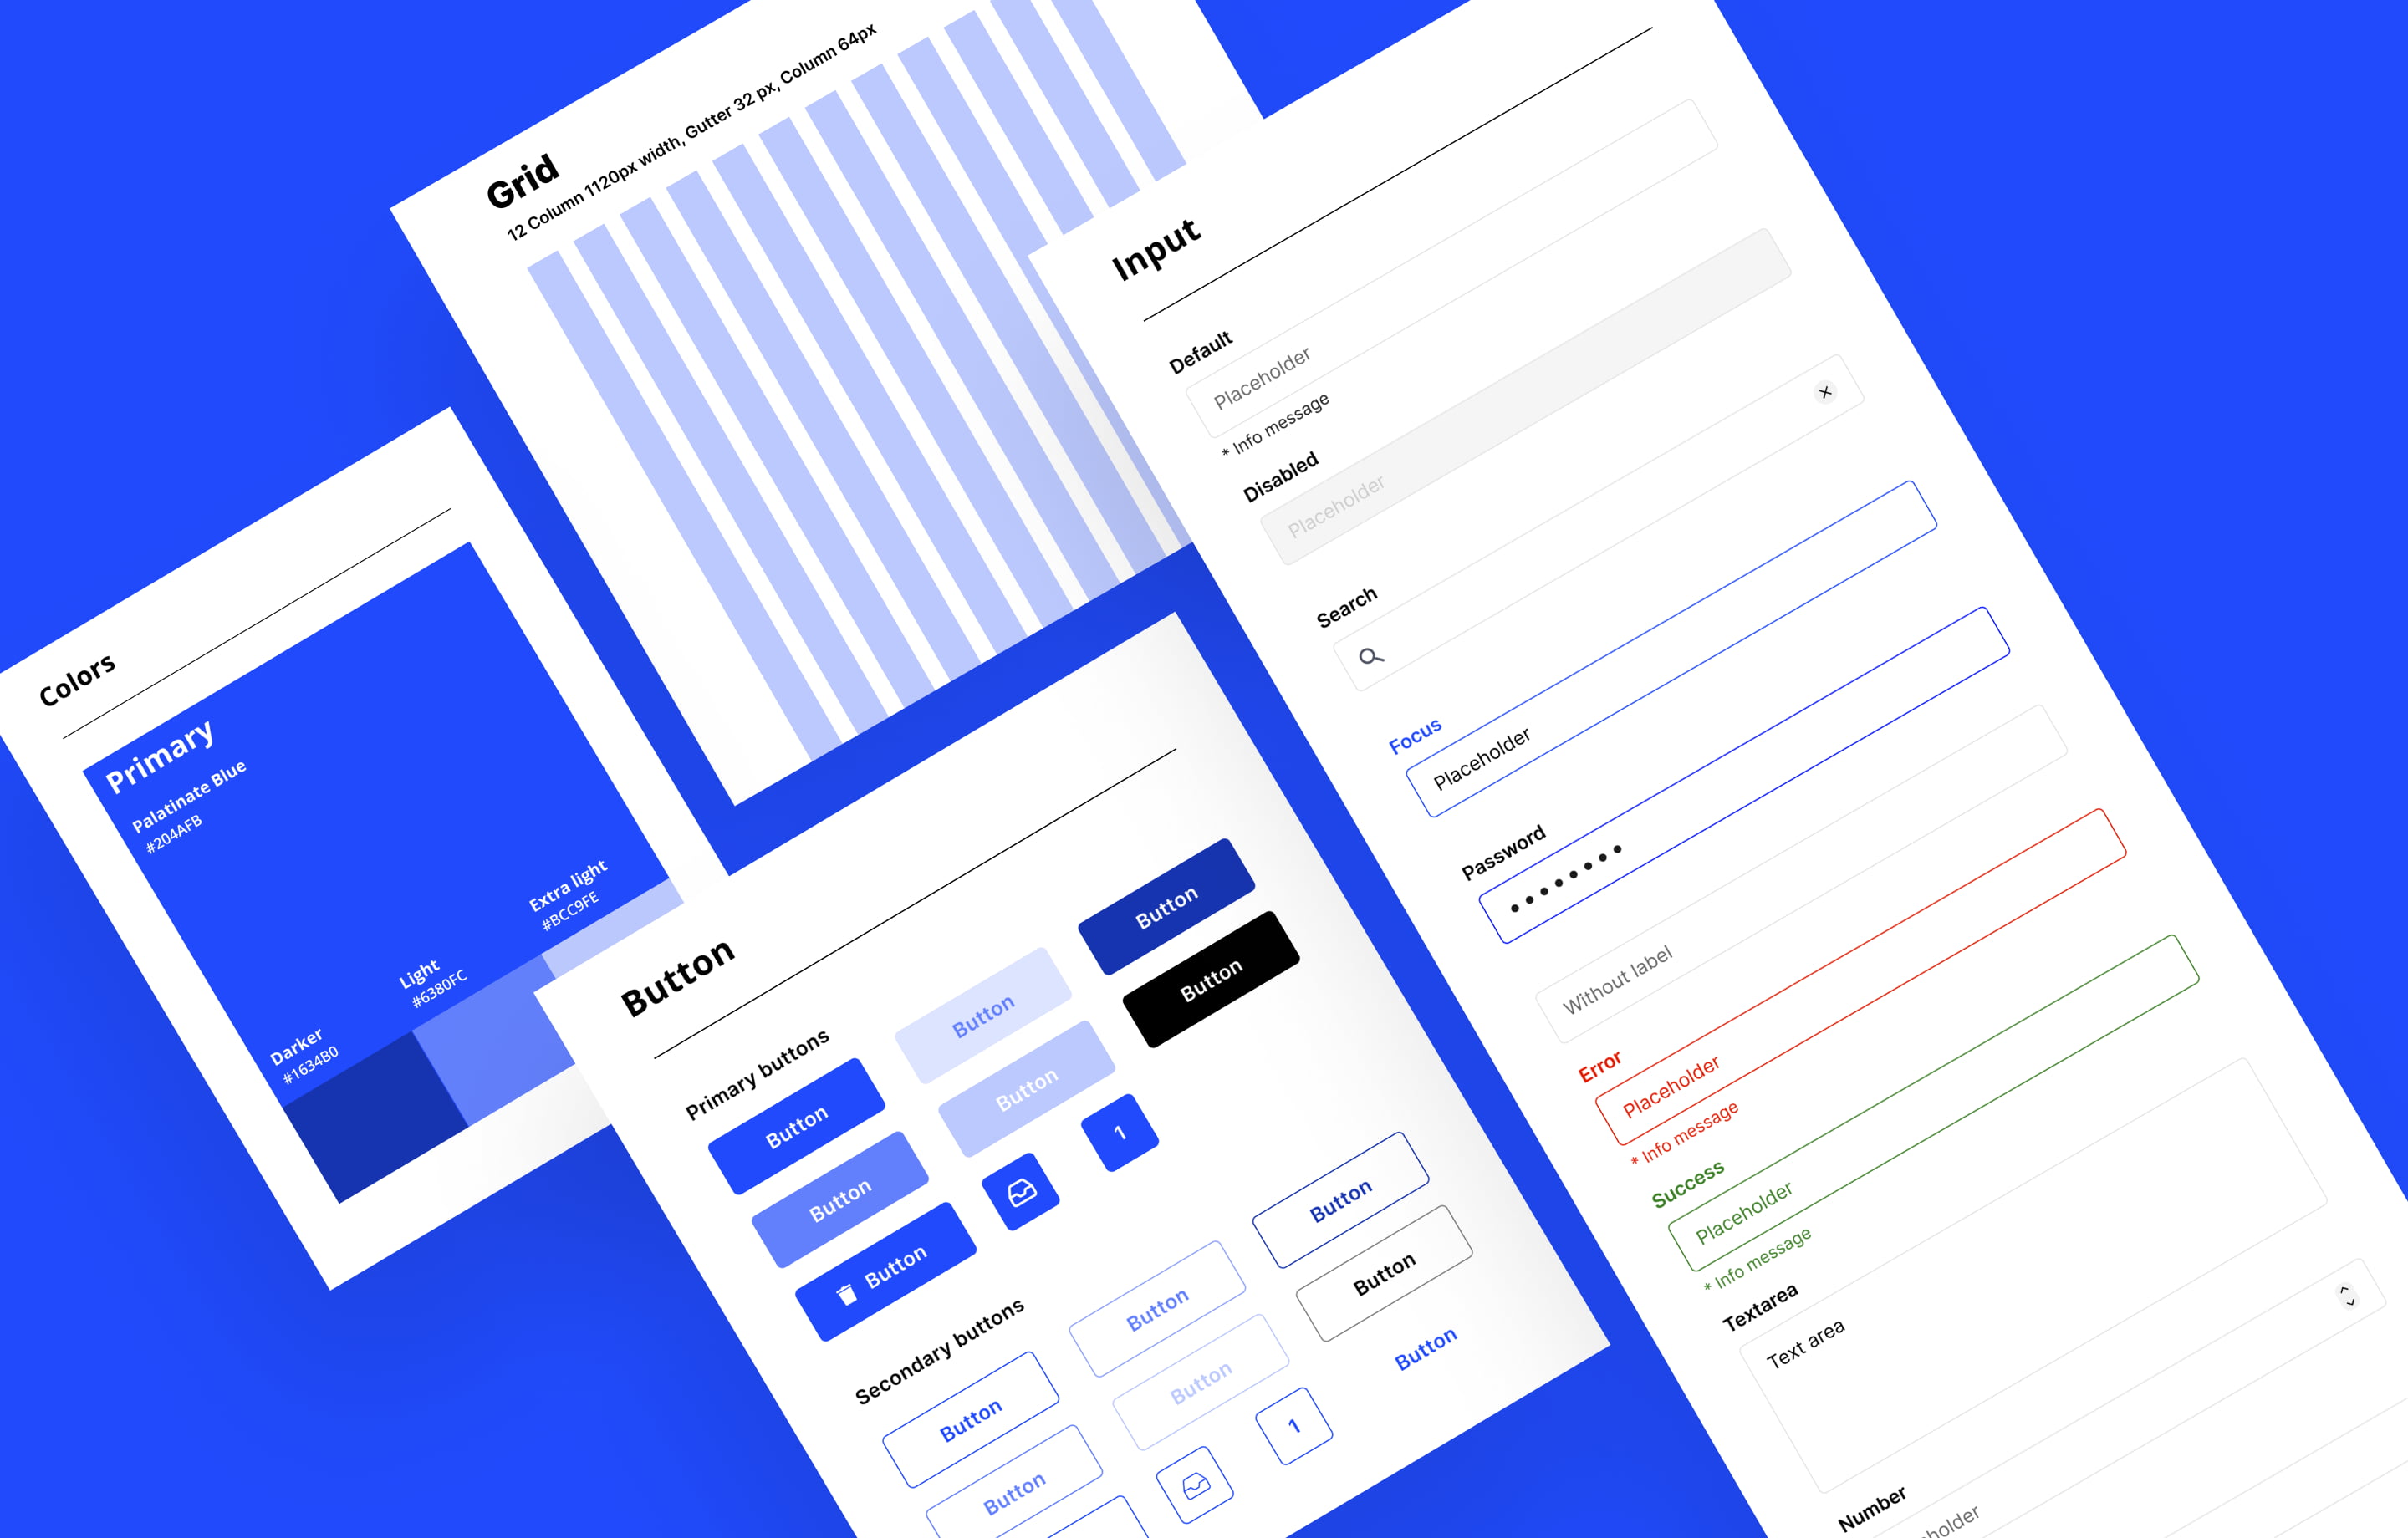 Grid
12 Column 1120px width, Gutter 32 px, Column 64px
Colors
Primary
Palatinate Blue
#204AFB
Extra light
#BCC9FE
Light
#6380FC
Darker
#1634B0
Button
Primary buttons
Button
Button
Button
Button
Button
Button
Button
1
Secondary buttons
Button
Button
Button
Button
Button
Button
Button
1
Input
Default
Placeholder
* Info message
Disabled
Placeholder
Search
Focus
Placeholder
Password
Without label
Error
Placeholder
* Info message
Success
Placeholder
* Info message
Textarea
Text area
Number